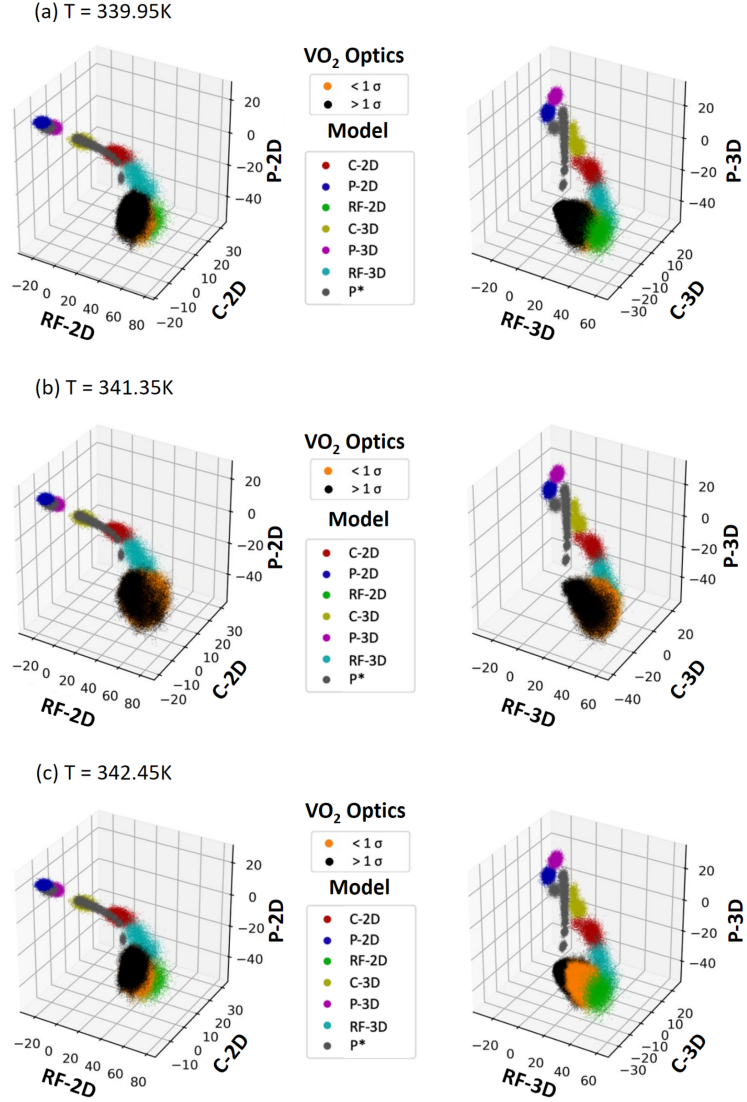 (a) T = 339.95K
VO2 Optics
< 1 σ
> 1 σ
Model
C-2D
P-2D
RF-2D
C-3D
P-3D
RF-3D
P*
20
0
−20
−40
P-2D
−20
0
20
40
60
80
RF-2D
−20
−10
0
10
20
30
C-2D
20
0
−20
−40
P-3D
−20
0
20
40
60
RF-3D
−30
−20
−10
0
10
20
C-3D
(b) T = 341.35K
VO2 Optics
< 1 σ
> 1 σ
Model
C-2D
P-2D
RF-2D
C-3D
P-3D
RF-3D
P*
20
0
−20
−40
P-2D
−20
0
20
40
60
80
RF-2D
−20
−10
0
10
20
30
C-2D
20
0
−20
−40
P-3D
−20
0
20
40
60
RF-3D
−40
−20
0
20
C-3D
(c) T = 342.45K
VO2 Optics
< 1 σ
> 1 σ
Model
C-2D
P-2D
RF-2D
C-3D
P-3D
RF-3D
P*
20
0
−20
−40
P-2D
−20
0
20
40
60
80
RF-2D
−10
0
10
20
30
C-2D
20
0
−20
−40
P-3D
−20
0
20
40
60
RF-3D
−30
−20
−10
0
10
20
C-3D